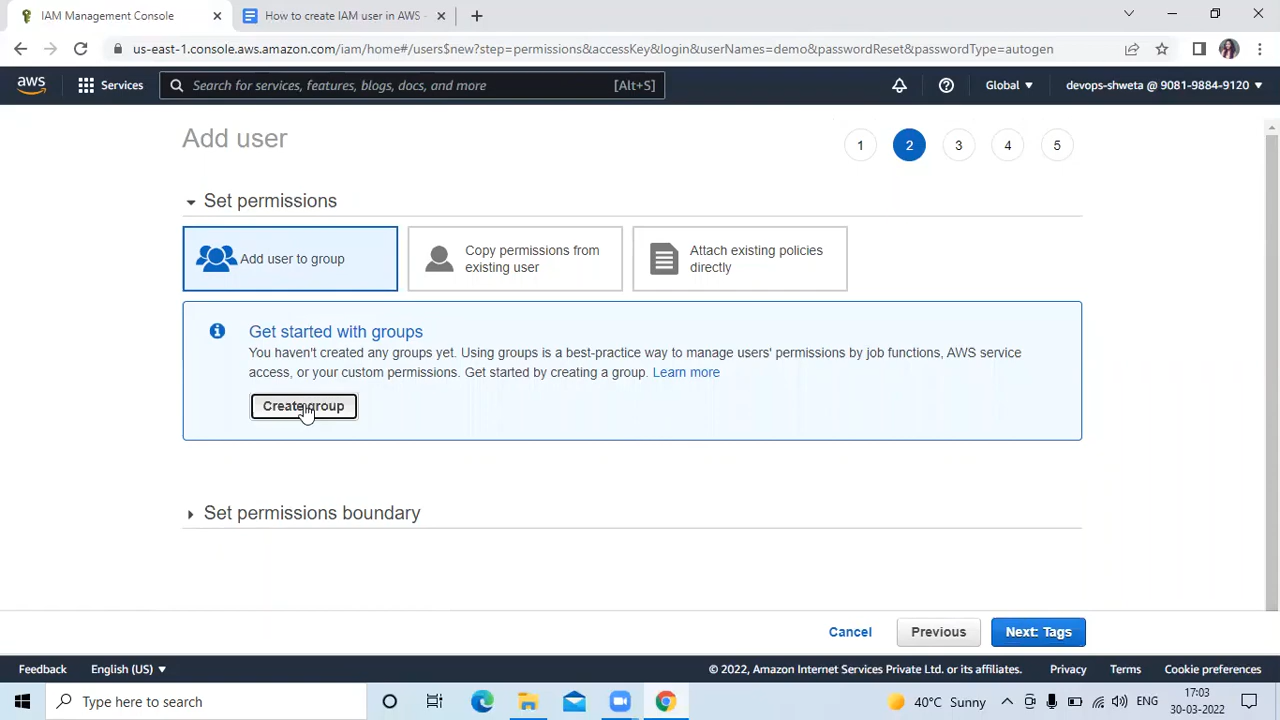 IAM Management Console
How to create IAM user in AWS -
us-east-1.console.aws.amazon.com/iam/home#/users$new?step=permissions&accessKey&login&userNames=demo&passwordReset&passwordType=autogen
aws
Services
Search for services, features, blogs, docs, and more
[Alt+S]
Global
devops-shweta @ 9081-9884-9120
Add user
1
2
3
4
5
Set permissions
Add user to group
Copy permissions from
existing user
Attach existing policies
directly
Get started with groups
You haven't created any groups yet. Using groups is a best-practice way to manage users' permissions by job functions, AWS service
access, or your custom permissions. Get started by creating a group. Learn more
Create group
Set permissions boundary
Cancel
Previous
Next: Tags
Feedback
English (US)
© 2022, Amazon Internet Services Private Ltd. or its affiliates.
Privacy
Terms
Cookie preferences
Type here to search
40°C Sunny
ENG
17:03
30-03-2022